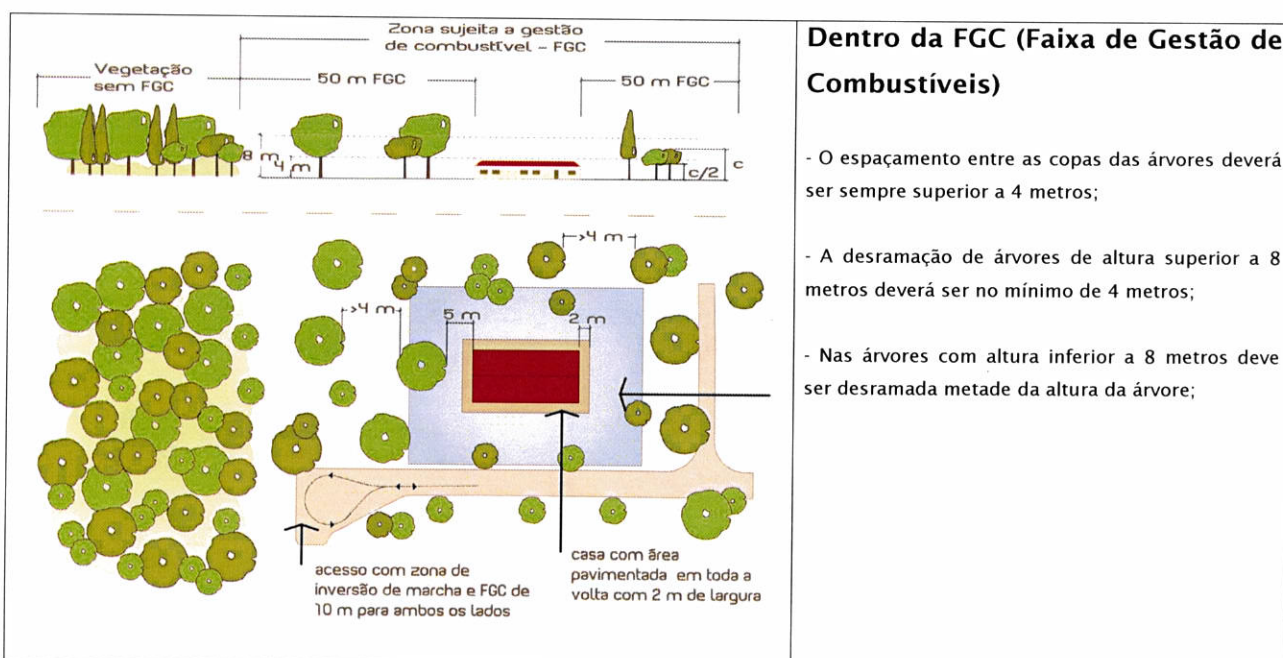 Zona sujeita a gestão
de combustível – FGC
Vegetação
sem FGC
50 m FGC
50 m FGC
8 m
4 m
c/2
c
>4 m
>4 m
5 m
2 m
acesso com zona de
inversão de marcha e FGC de
10 m para ambos os lados
casa com área
pavimentada em toda a
volta com 2 m de largura
Dentro da FGC (Faixa de Gestão de
Combustíveis)
- O espaçamento entre as copas das árvores deverá
ser sempre superior a 4 metros;
- A desramação de árvores de altura superior a 8
metros deverá ser no mínimo de 4 metros;
- Nas árvores com altura inferior a 8 metros deve
ser desramada metade da altura da árvore;